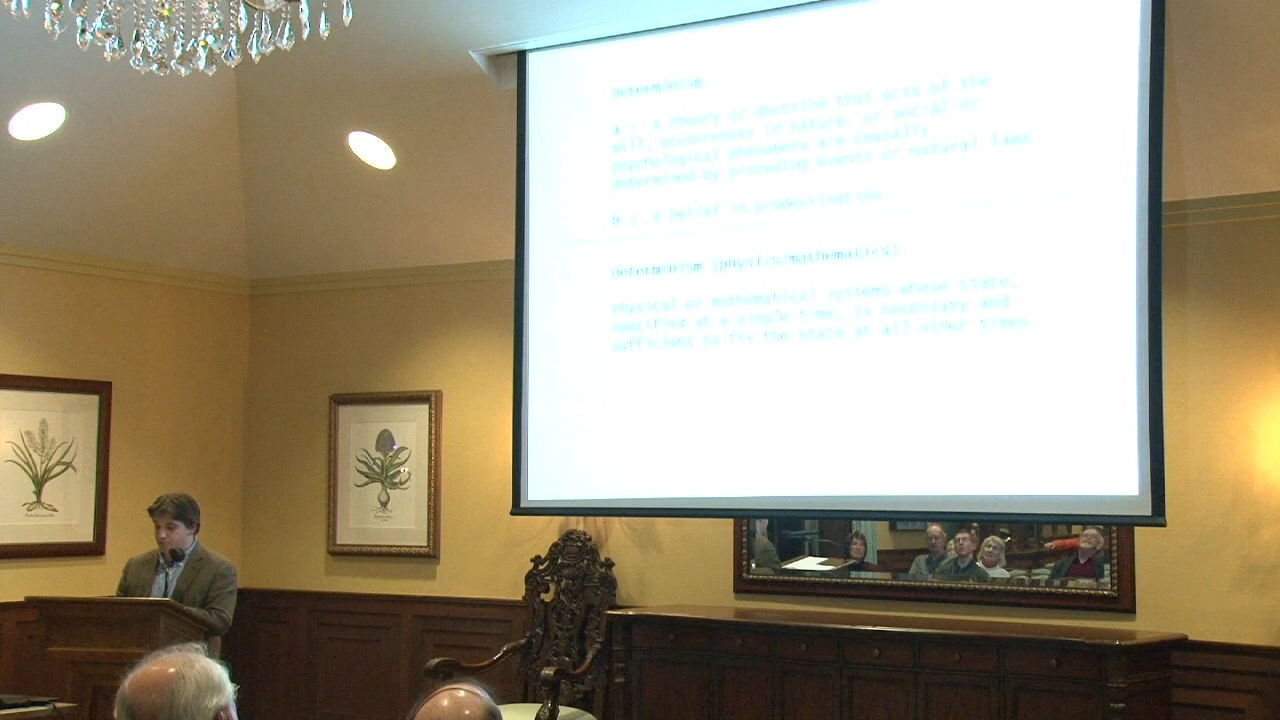 Determinism
A theory or doctrine that acts of the
will, occurences in nature, or social or
psychological phenomena are causally
determined by preceding events or natural laws
A belief in predestination
Determinism (physics/mathematics)
Physical or mathematical systems whose state,
specified at a single time, is necessary and
sufficient to fix the state at all other times